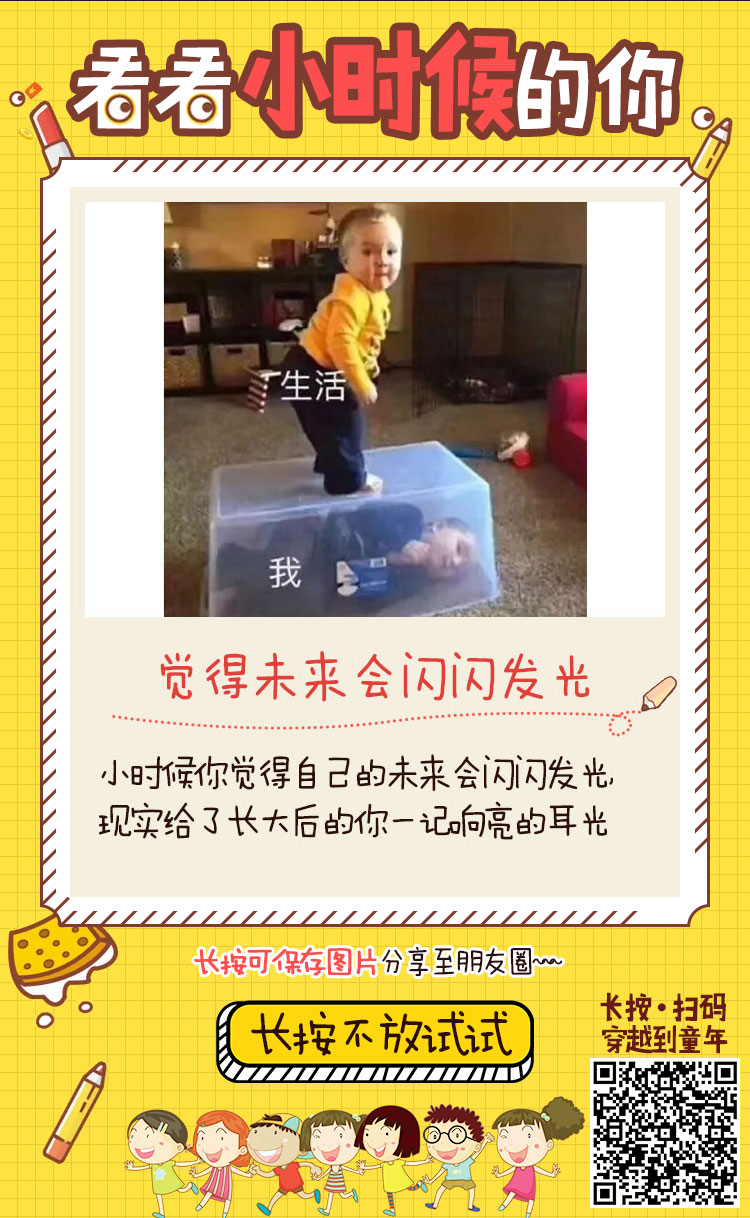 看看小时候的你
生活
我
觉得未来会闪闪发光
小时候你觉得自己的未来会闪闪发光,
现实给了长大后的你一记响亮的耳光
长按可保存图片分享至朋友圈~~
长按不放试试
长按·扫码
穿越到童年